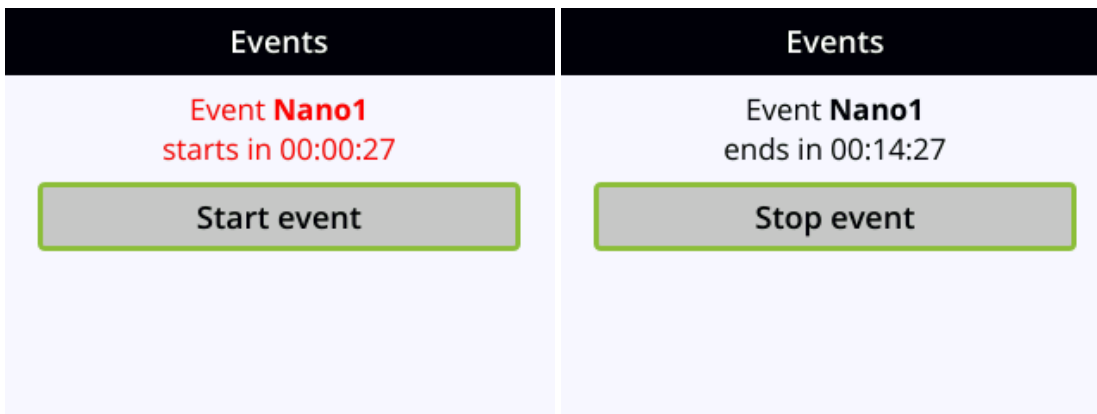 Events
Event Nano1
starts in 00:00:27
Start event
Events
Event Nano1
ends in 00:14:27
Stop event